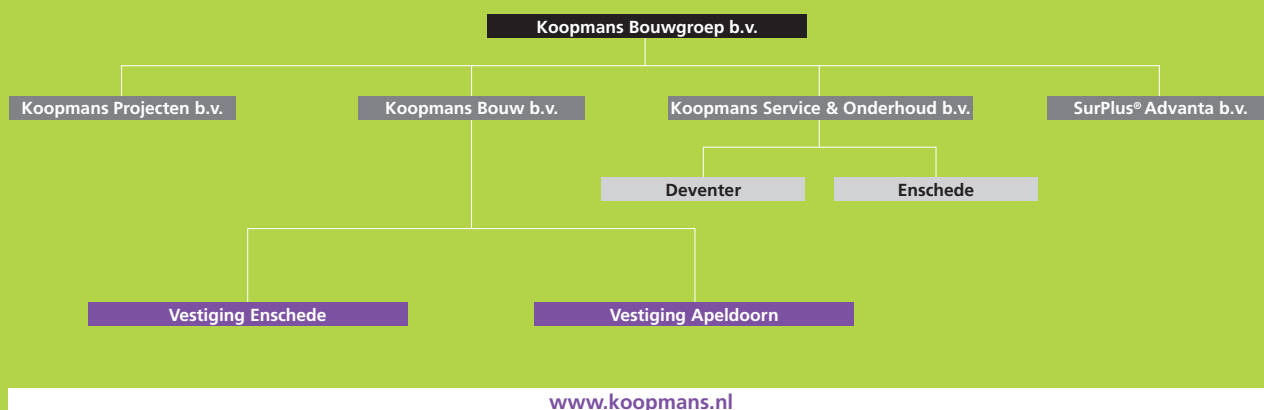 Koopmans Bouwgroep b.v.
Koopmans Projecten b.v.
Koopmans Bouw b.v.
Koopmans Service & Onderhoud b.v.
SurPlus® Advanta b.v.
Deventer
Enschede
Vestiging Enschede
Vestiging Apeldoorn
www.koopmans.nl